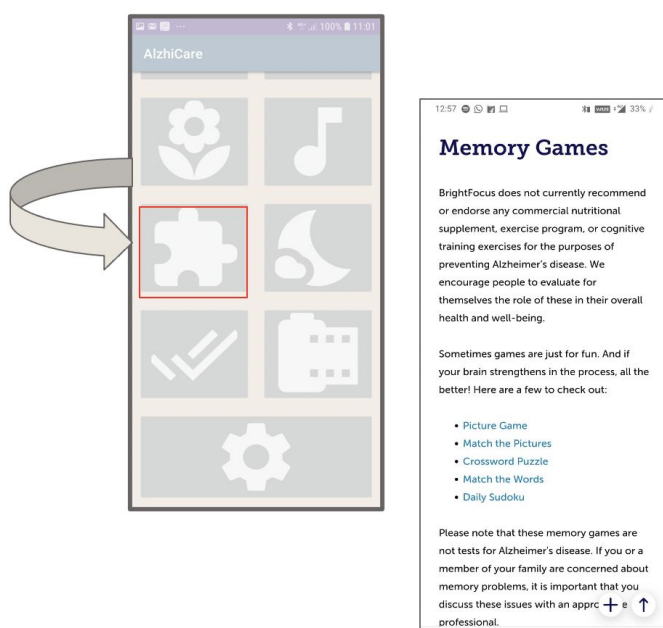 100% 11:01
AlzhiCare
12:57 33%
Memory Games
BrightFocus does not currently recommend
or endorse any commercial nutritional
supplement, exercise program, or cognitive
training exercises for the purposes of
preventing Alzheimer's disease. We
encourage people to evaluate for
themselves the role of these in their overall
health and well-being.
Sometimes games are just for fun. And if
your brain strengthens in the process, all the
better! Here are a few to check out:
• Picture Game
• Match the Pictures
• Crossword Puzzle
• Match the Words
• Daily Sudoku
Please note that these memory games are
not tests for Alzheimer's disease. If you or a
member of your family are concerned about
memory problems, it is important that you
discuss these issues with an
professional.